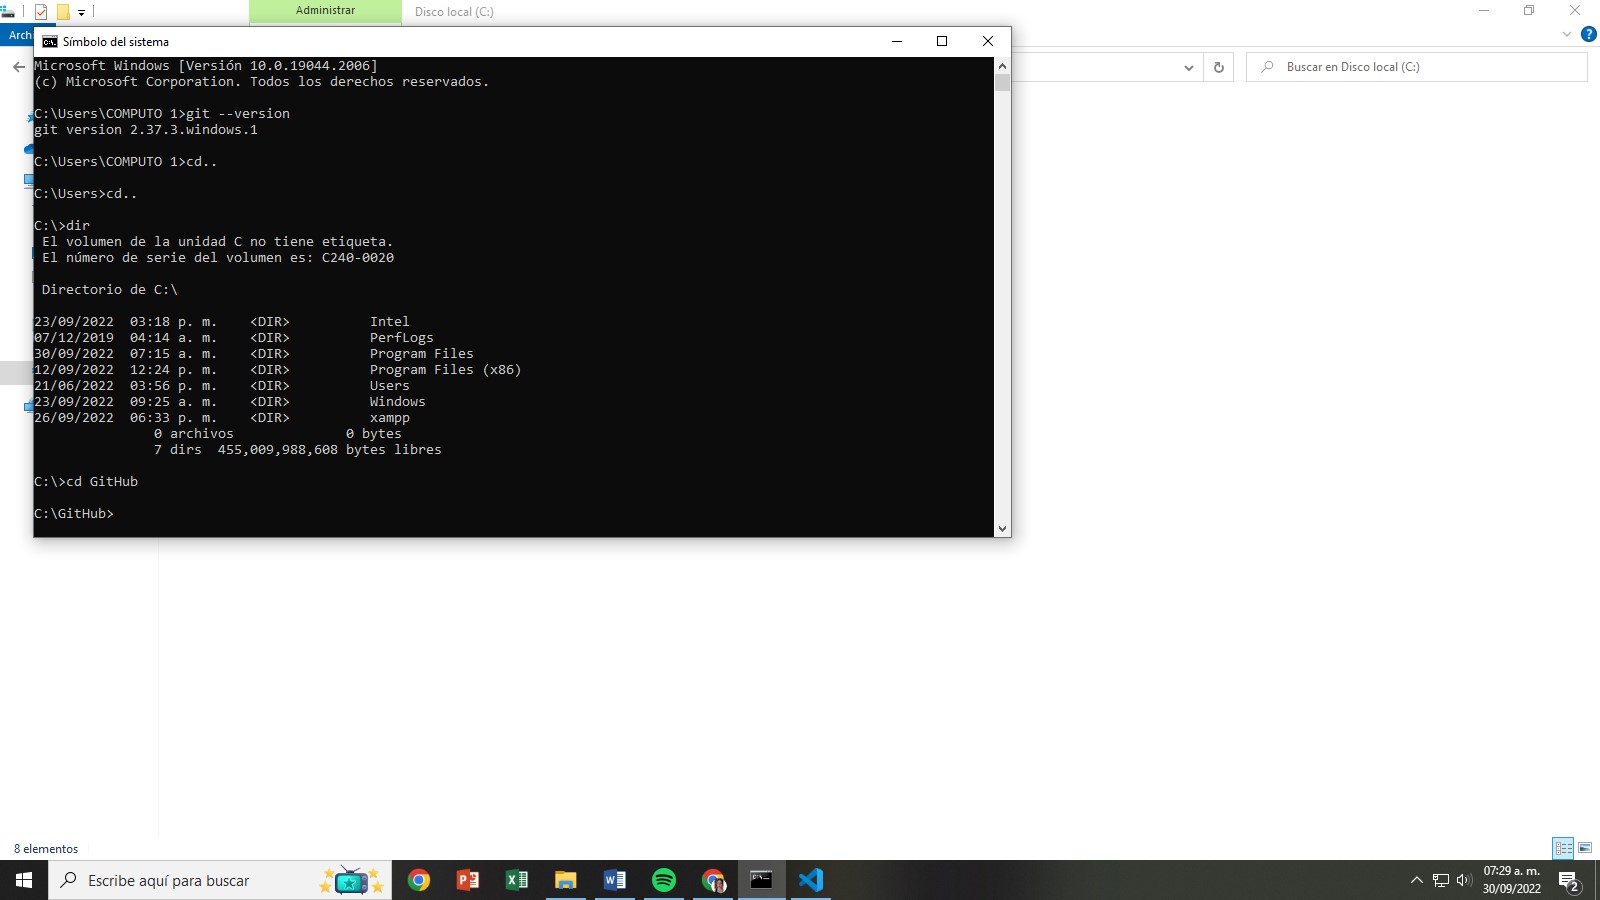 Administrar
Disco local (C:)
Arch
Símbolo del sistema
Buscar en Disco local (C:)
Microsoft Windows [Versión 10.0.19044.2006]
(c) Microsoft Corporation. Todos los derechos reservados.
C:\Users\COMPUTO 1>git --version
git version 2.37.3.windows.1
C:\Users\COMPUTO 1>cd..
C:\Users>cd..
C:\>dir
El volumen de la unidad C no tiene etiqueta.
El número de serie del volumen es: C240-0020
Directorio de C:\
23/09/2022  03:18 p. m.    <DIR>          Intel
07/12/2019  04:14 a. m.    <DIR>          PerfLogs
30/09/2022  07:15 a. m.    <DIR>          Program Files
12/09/2022  12:24 p. m.    <DIR>          Program Files (x86)
21/06/2022  03:56 p. m.    <DIR>          Users
23/09/2022  09:25 a. m.    <DIR>          Windows
26/09/2022  06:33 p. m.    <DIR>          xampp
0 archivos              0 bytes
7 dirs  455,009,988,608 bytes libres
C:\>cd GitHub
C:\GitHub>
8 elementos
Escribe aquí para buscar
07:29 a. m.
30/09/2022
2